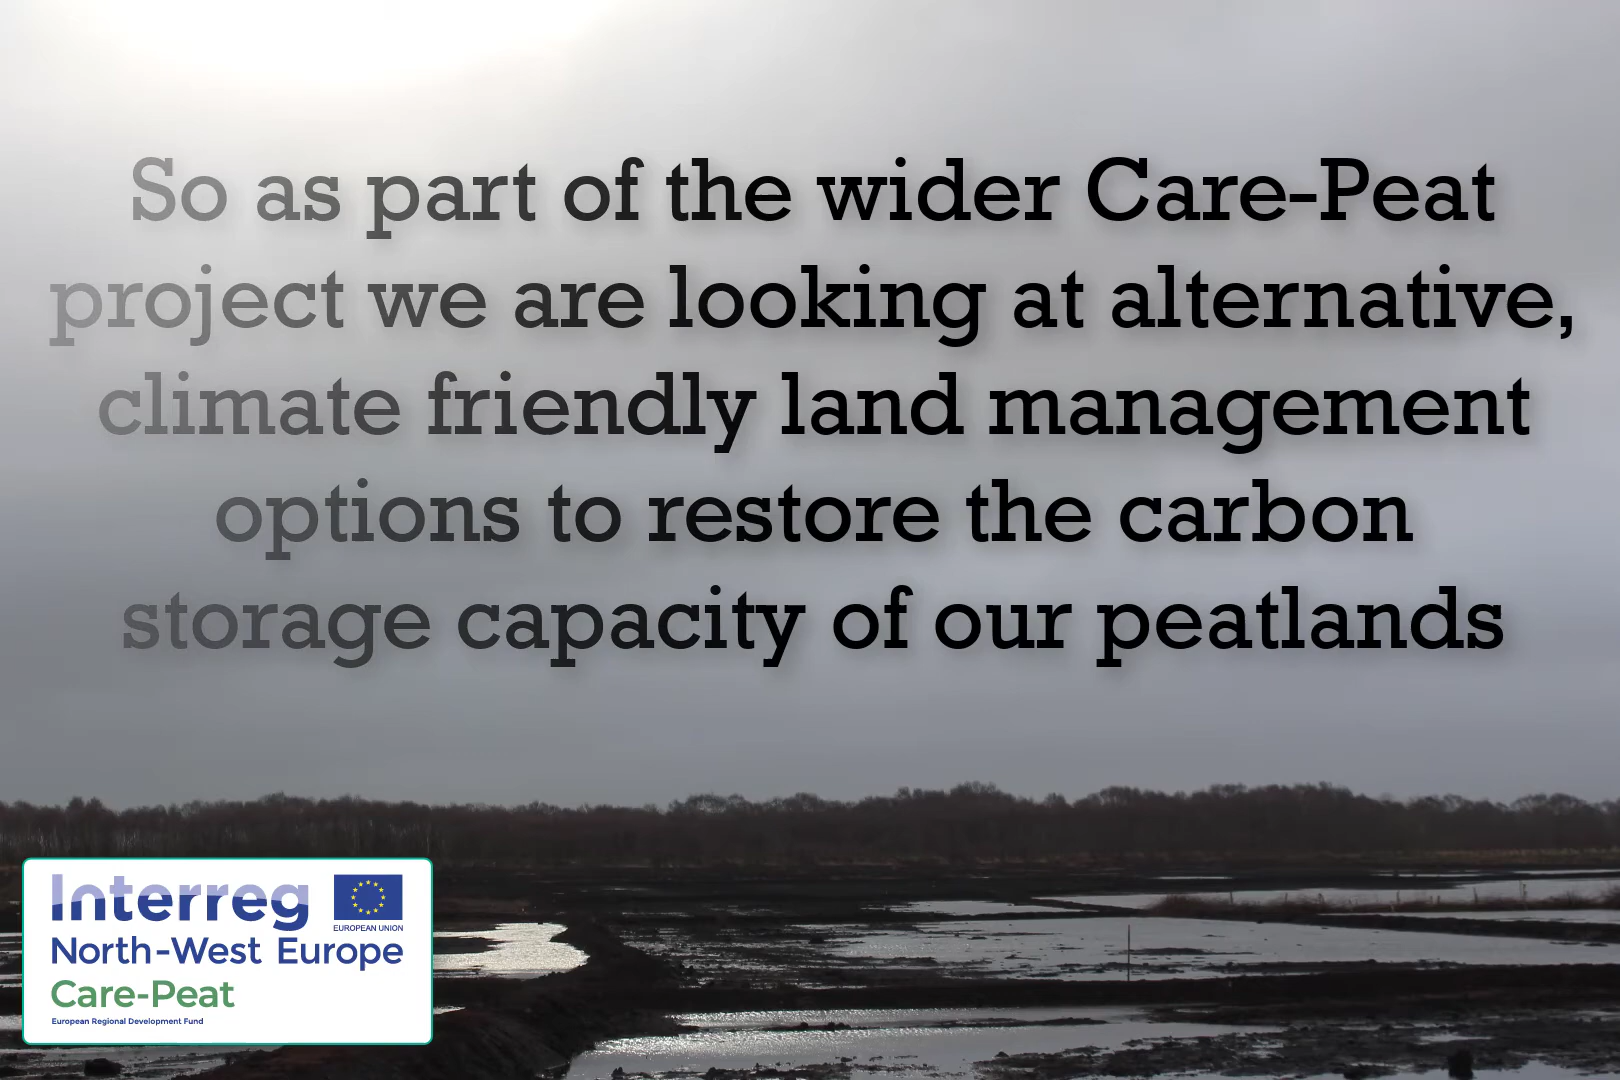 So as part of the wider Care-Peat
project we are looking at alternative,
climate friendly land management
options to restore the carbon
storage capacity of our peatlands
Interreg
EUROPEAN UNION
North-West Europe
Care-Peat
European Regional Development Fund